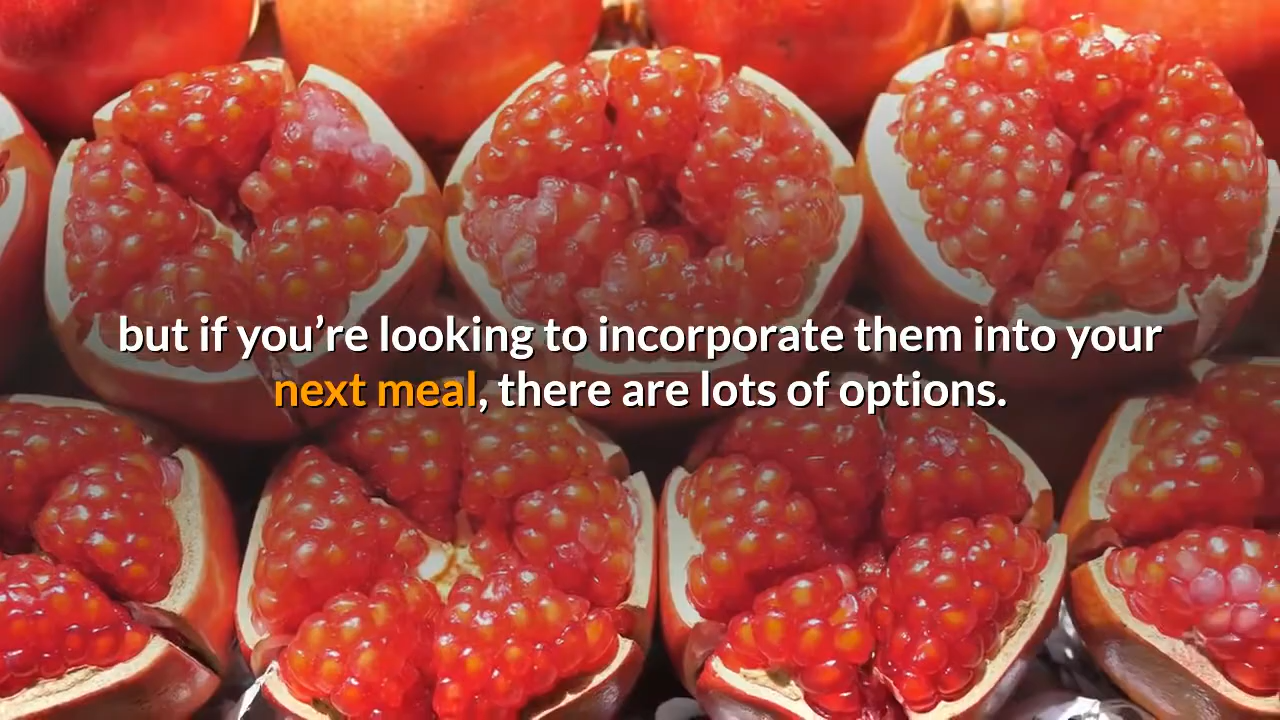 but if you’re looking to incorporate them into your
next meal, there are lots of options.